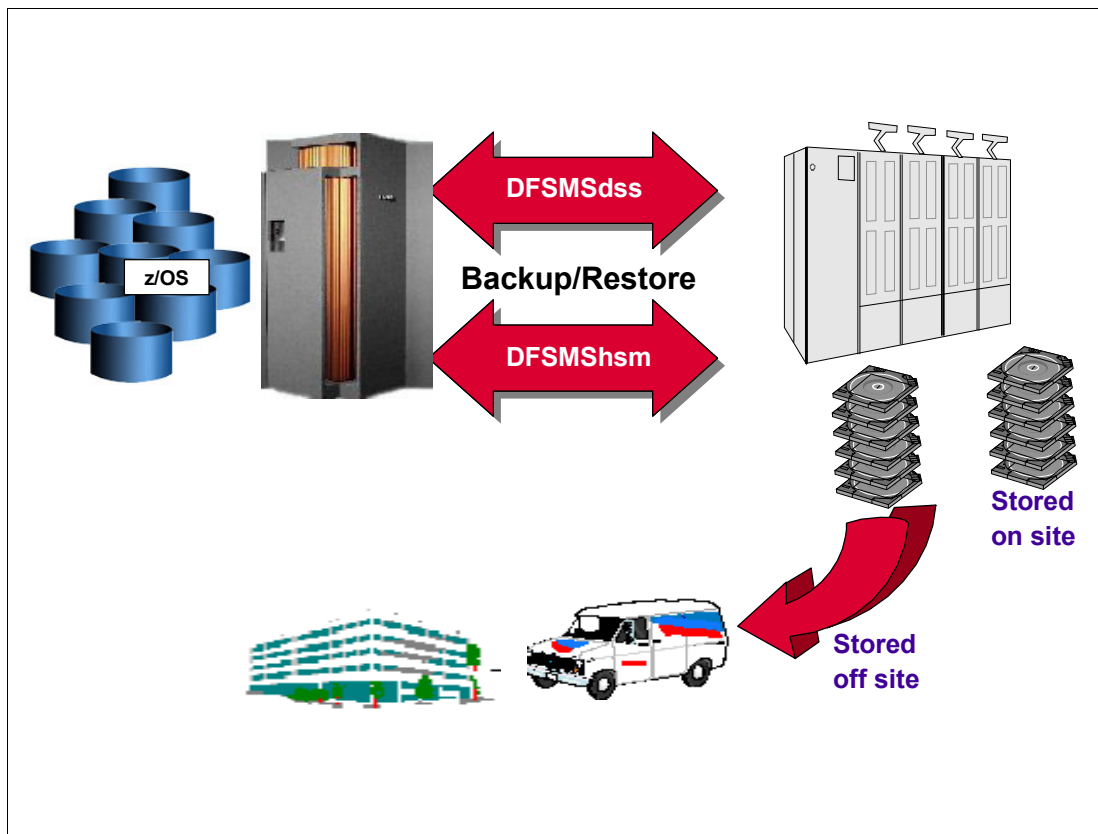 DFSMSdss
z/OS
Backup/Restore
DFSMShsm
Stored
on site
Stored
off site